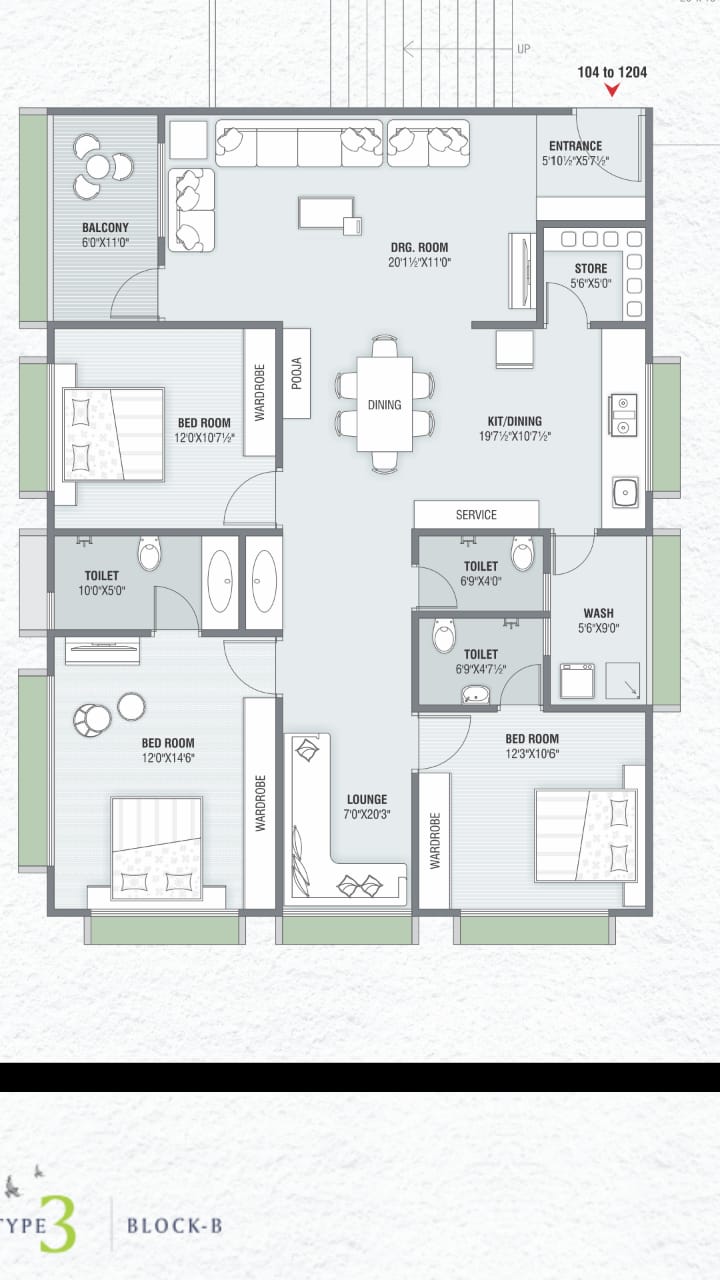 UP
104 to 1204
ENTRANCE
5'10½"X5'7½"
BALCONY
6'0"X11'0"
DRG. ROOM
20'1½"X11'0"
STORE
5'6"X5'0"
POOJA
WARDROBE
DINING
BED ROOM
12'0"X10'7½"
KIT/DINING
19'7½"X10'7½"
SERVICE
TOILET
10'0"X5'0"
TOILET
6'9"X4'0"
WASH
5'6"X9'0"
TOILET
6'9"X4'7½"
BED ROOM
12'0"X14'6"
BED ROOM
12'3"X10'6"
WARDROBE
LOUNGE
7'0"X20'3"
WARDROBE
TYPE 3 BLOCK-B